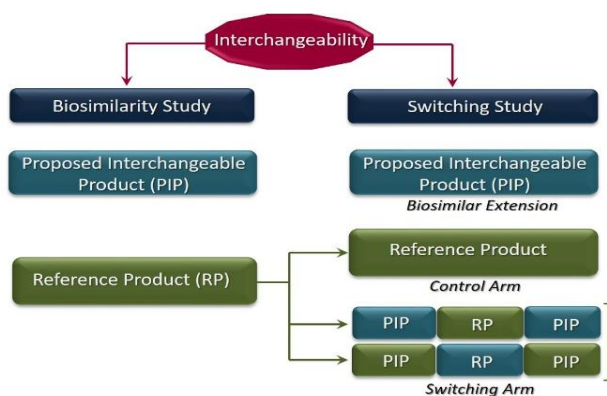 Interchangeability
Biosimilarity Study
Switching Study
Proposed Interchangeable
Product (PIP)
Proposed Interchangeable
Product (PIP)
Biosimilar Extension
Reference Product (RP)
Reference Product
Control Arm
PIP RP PIP
PIP RP PIP
Switching Arm